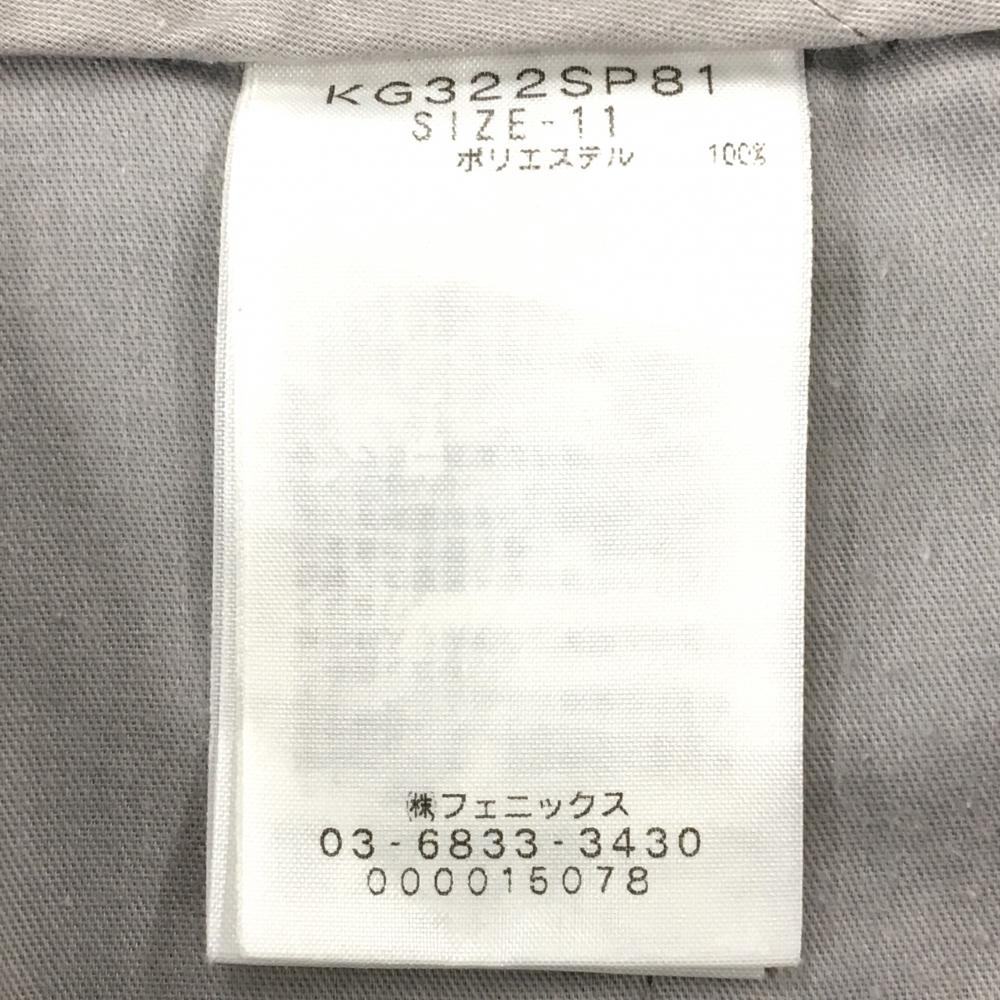 KG322SP81
SIZE-11
ポリエステル 100%
㈱フェニックス
03-6833-3430
000015078